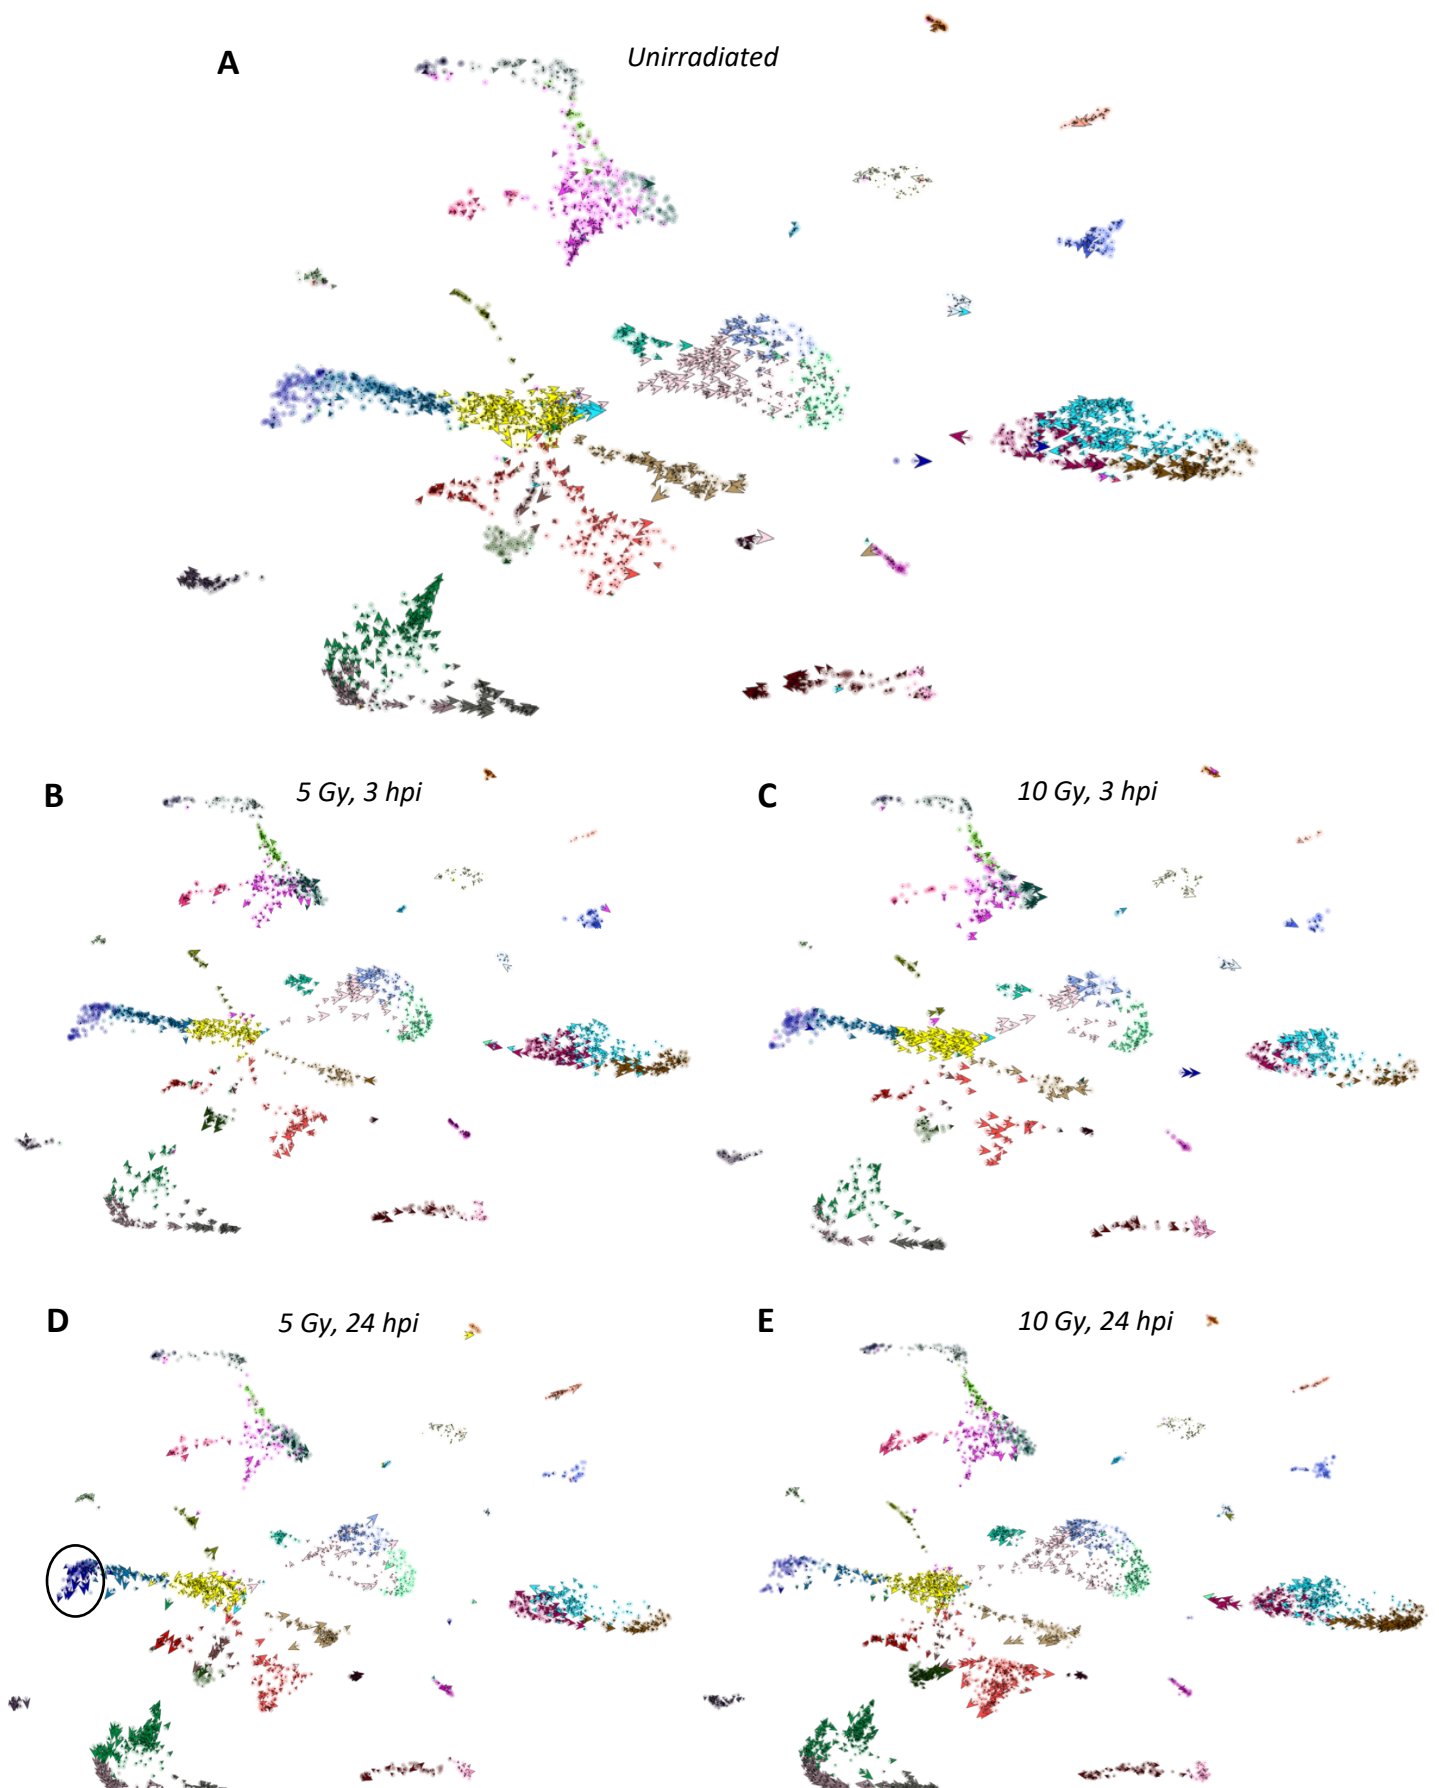 A
Unirradiated
B
5 Gy, 3 hpi
C
10 Gy, 3 hpi
D
5 Gy, 24 hpi
E
10 Gy, 24 hpi